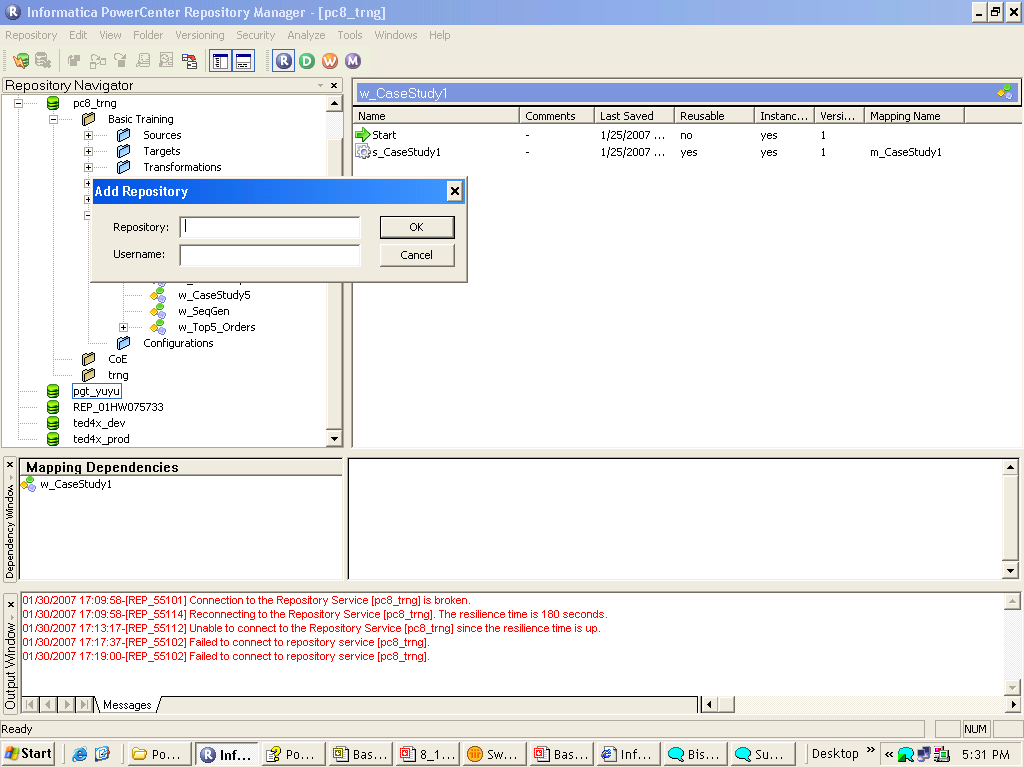 Informatica PowerCenter Repository Manager - [pc8_trng]
Repository Edit View Folder Versioning Security Analyze Tools Windows Help
R D W M
Repository Navigator
pc8_trng
Basic Training
Sources
Targets
Transformations
Add Repository
Repository:
OK
Username:
Cancel
w_CaseStudy5
w_SeqGen
w_Top5_Orders
Configurations
CoE
trng
pgt_yuyu
REP_01HW075733
ted4x_dev
ted4x_prod
w_CaseStudy1
Name Comments Last Saved Reusable Instanc... Versi... Mapping Name
Start - 1/25/2007 ... no yes 1
s_CaseStudy1 - 1/25/2007 ... yes yes 1 m_CaseStudy1
Dependency Window
Mapping Dependencies
w_CaseStudy1
Output Window
01/30/2007 17:09:58-[REP_55101] Connection to the Repository Service [pc8_trng] is broken.
01/30/2007 17:09:58-[REP_55114] Reconnecting to the Repository Service [pc8_trng]. The resilience time is 180 seconds.
01/30/2007 17:13:17-[REP_55112] Unable to connect to the Repository Service [pc8_trng] since the resilience time is up.
01/30/2007 17:17:37-[REP_55102] Failed to connect to repository service [pc8_trng].
01/30/2007 17:19:00-[REP_55102] Failed to connect to repository service [pc8_trng].
Messages
Ready NUM
Start Po... Inf... Po... Bas... 8_1... Sw... Bas... Inf... Bis... Su... Desktop 5:31 PM